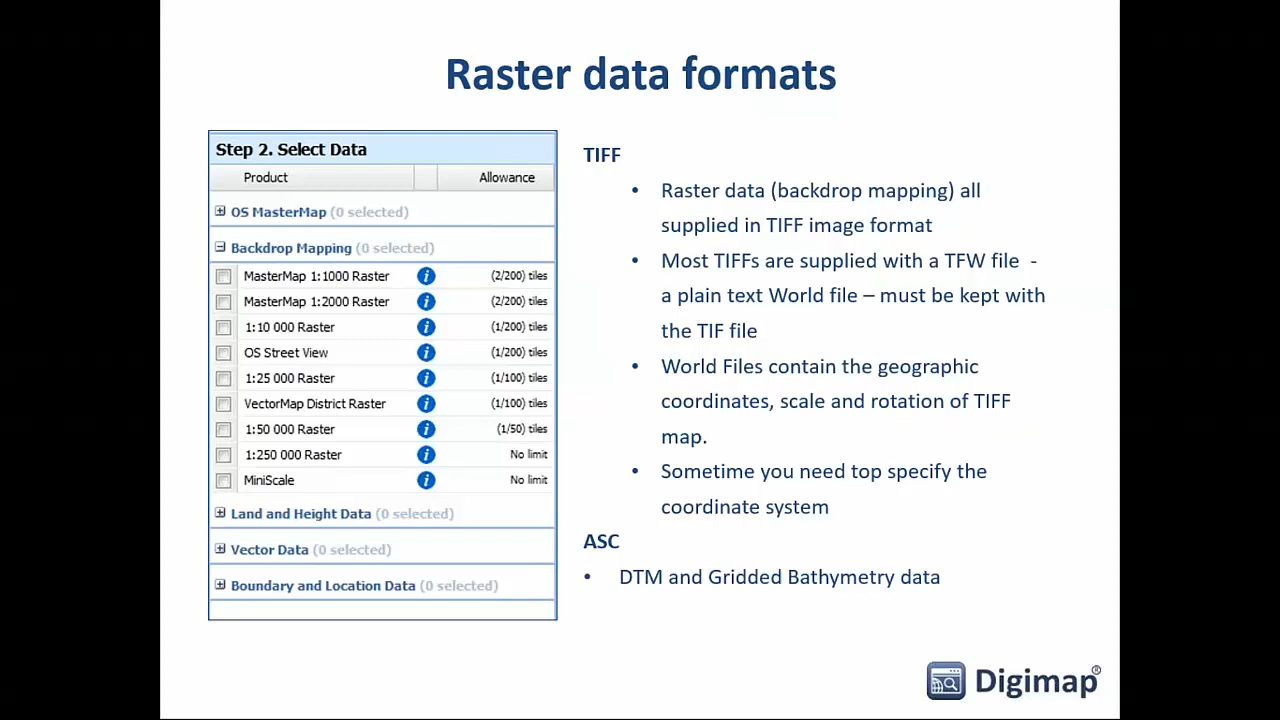 Raster data formats
Step 2. Select Data
Product Allowance
OS MasterMap (0 selected)
Backdrop Mapping (0 selected)
MasterMap 1:1000 Raster (2/200) tiles
MasterMap 1:2000 Raster (2/200) tiles
1:10 000 Raster (1/200) tiles
OS Street View (1/200) tiles
1:25 000 Raster (1/100) tiles
VectorMap District Raster (1/100) tiles
1:50 000 Raster (1/50) tiles
1:250 000 Raster No limit
MiniScale No limit
Land and Height Data (0 selected)
Vector Data (0 selected)
Boundary and Location Data (0 selected)
TIFF
• Raster data (backdrop mapping) all
supplied in TIFF image format
• Most TIFFs are supplied with a TFW file -
a plain text World file – must be kept with
the TIF file
• World Files contain the geographic
coordinates, scale and rotation of TIFF
map.
• Sometime you need top specify the
coordinate system
ASC
• DTM and Gridded Bathymetry data
Digimap®